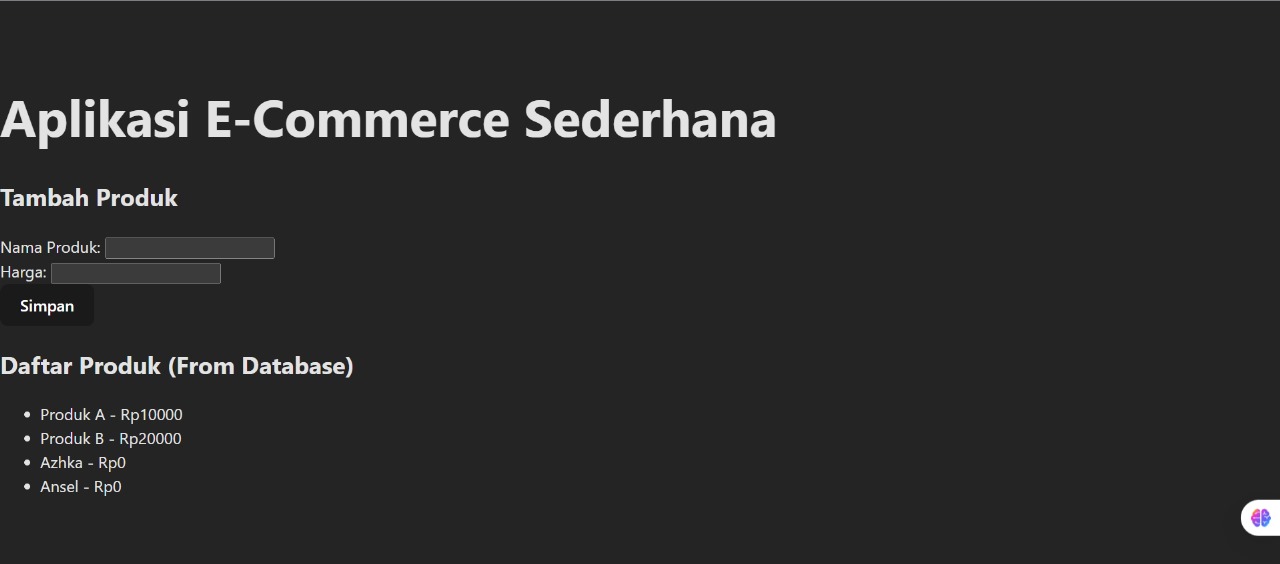 Aplikasi E-Commerce Sederhana
Tambah Produk
Nama Produk:
Harga:
Simpan
Daftar Produk (From Database)
• Produk A - Rp10000
• Produk B - Rp20000
• Azhka - Rp0
• Ansel - Rp0